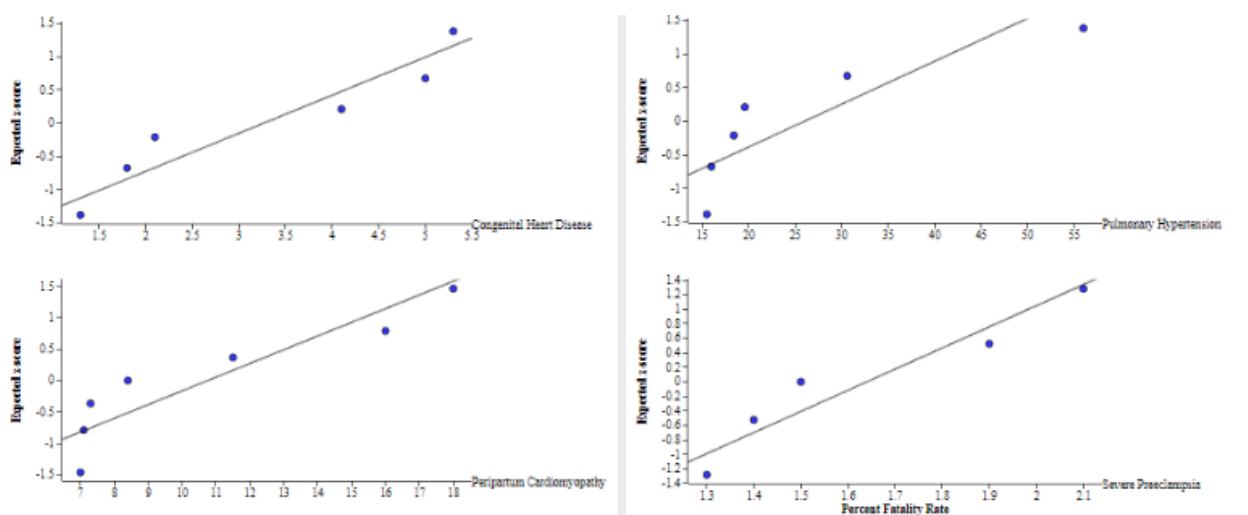 1.5
1
0.5
0
-0.5
-1
-1.5
Expected z-score
1.5 2 2.5 3 3.5 4 4.5 5 5.5
Congenital Heart Disease
1.5
1
0.5
0
-0.5
-1
-1.5
Expected z-score
15 20 25 30 35 40 45 50 55
Pulmonary Hypertension
1.5
1
0.5
0
-0.5
-1
-1.5
Expected z-score
7 8 9 10 11 12 13 14 15 16 17 18
Peripartum Cardiomyopathy
1.4
1.2
1
0.8
0.6
0.4
0.2
0
-0.2
-0.4
-0.6
-0.8
-1
-1.2
-1.4
Expected z-score
1.3 1.4 1.5 1.6 1.7 1.8 1.9 2 2.1
Severe Preeclampsia
Percent Fatality Rate